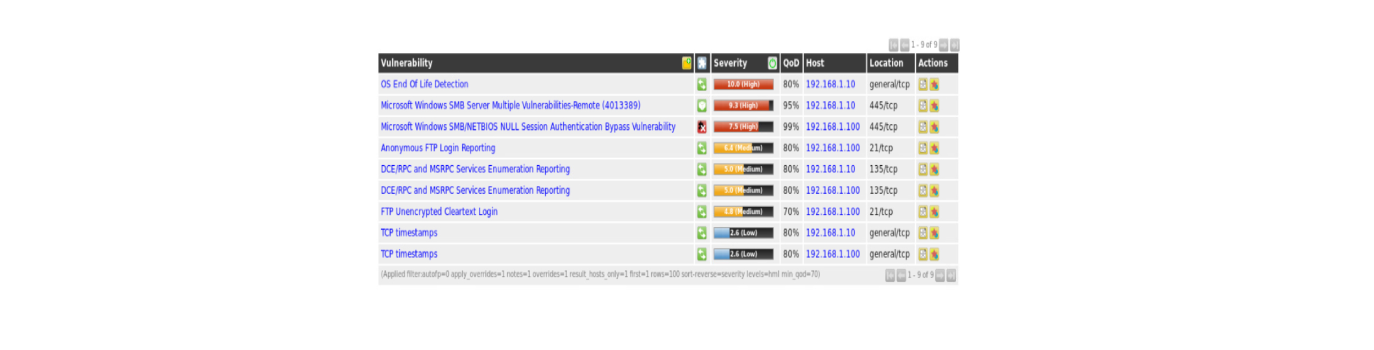 1 - 9 of 9
Vulnerability Severity QoD Host Location Actions
OS End Of Life Detection 10.0 (High) 80% 192.168.1.10 general/tcp
Microsoft Windows SMB Server Multiple Vulnerabilities-Remote (4013389) 9.3 (High) 95% 192.168.1.10 445/tcp
Microsoft Windows SMB/NETBIOS NULL Session Authentication Bypass Vulnerability 7.5 (High) 99% 192.168.1.100 445/tcp
Anonymous FTP Login Reporting 6.4 (Medium) 80% 192.168.1.100 21/tcp
DCE/RPC and MSRPC Services Enumeration Reporting 5.0 (Medium) 80% 192.168.1.10 135/tcp
DCE/RPC and MSRPC Services Enumeration Reporting 5.0 (Medium) 80% 192.168.1.100 135/tcp
FTP Unencrypted Cleartext Login 4.8 (Medium) 70% 192.168.1.100 21/tcp
TCP timestamps 2.6 (Low) 80% 192.168.1.10 general/tcp
TCP timestamps 2.6 (Low) 80% 192.168.1.100 general/tcp
(Applied filter:autofp=0 apply_overrides=1 notes=1 overrides=1 result_hosts_only=1 first=1 rows=100 sort-reverse=severity levels=hml min_qod=70) 1 - 9 of 9